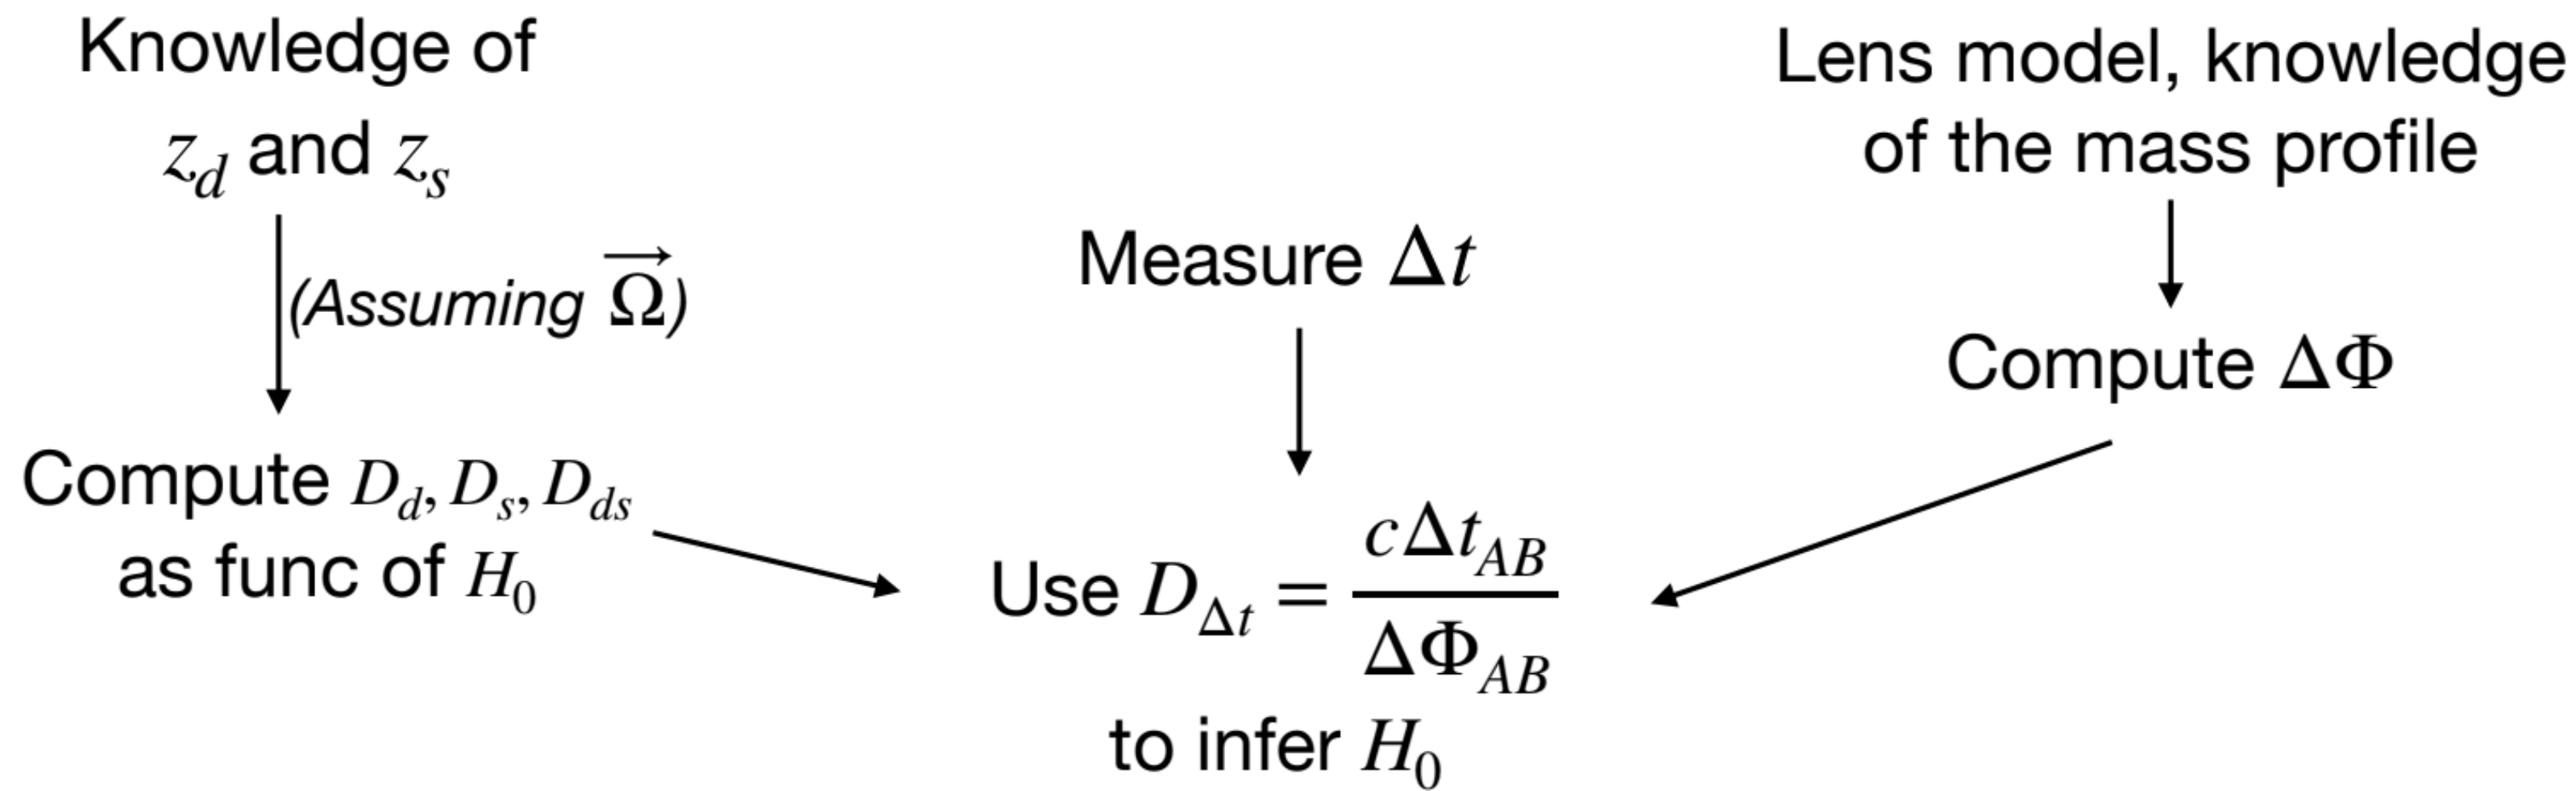 Knowledge of
z_d and z_s
(Assuming \vec{Ω})
Compute D_d, D_s, D_ds
as func of H_0
Measure Δt
Use D_Δt = cΔt_AB / ΔΦ_AB
to infer H_0
Lens model, knowledge
of the mass profile
Compute ΔΦ